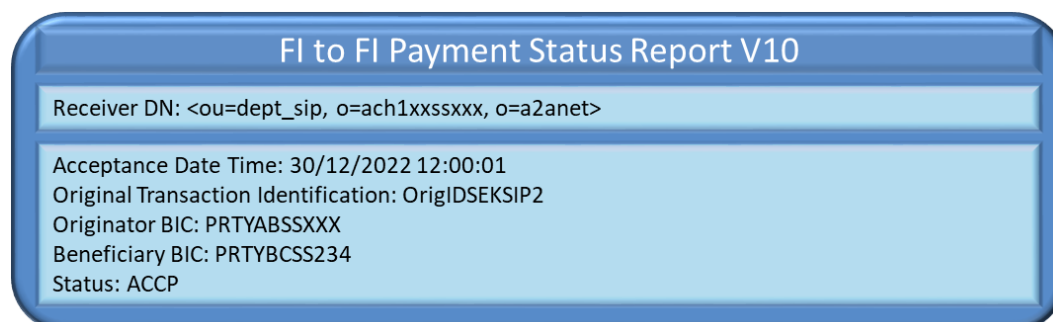 FI to FI Payment Status Report V10
Receiver DN: <ou=dept_sip, o=ach1xxssxxx, o=a2anet>
Acceptance Date Time: 30/12/2022 12:00:01
Original Transaction Identification: OrigIDSEKSIP2
Originator BIC: PRTYABSSXXX
Beneficiary BIC: PRTYBCSS234
Status: ACCP